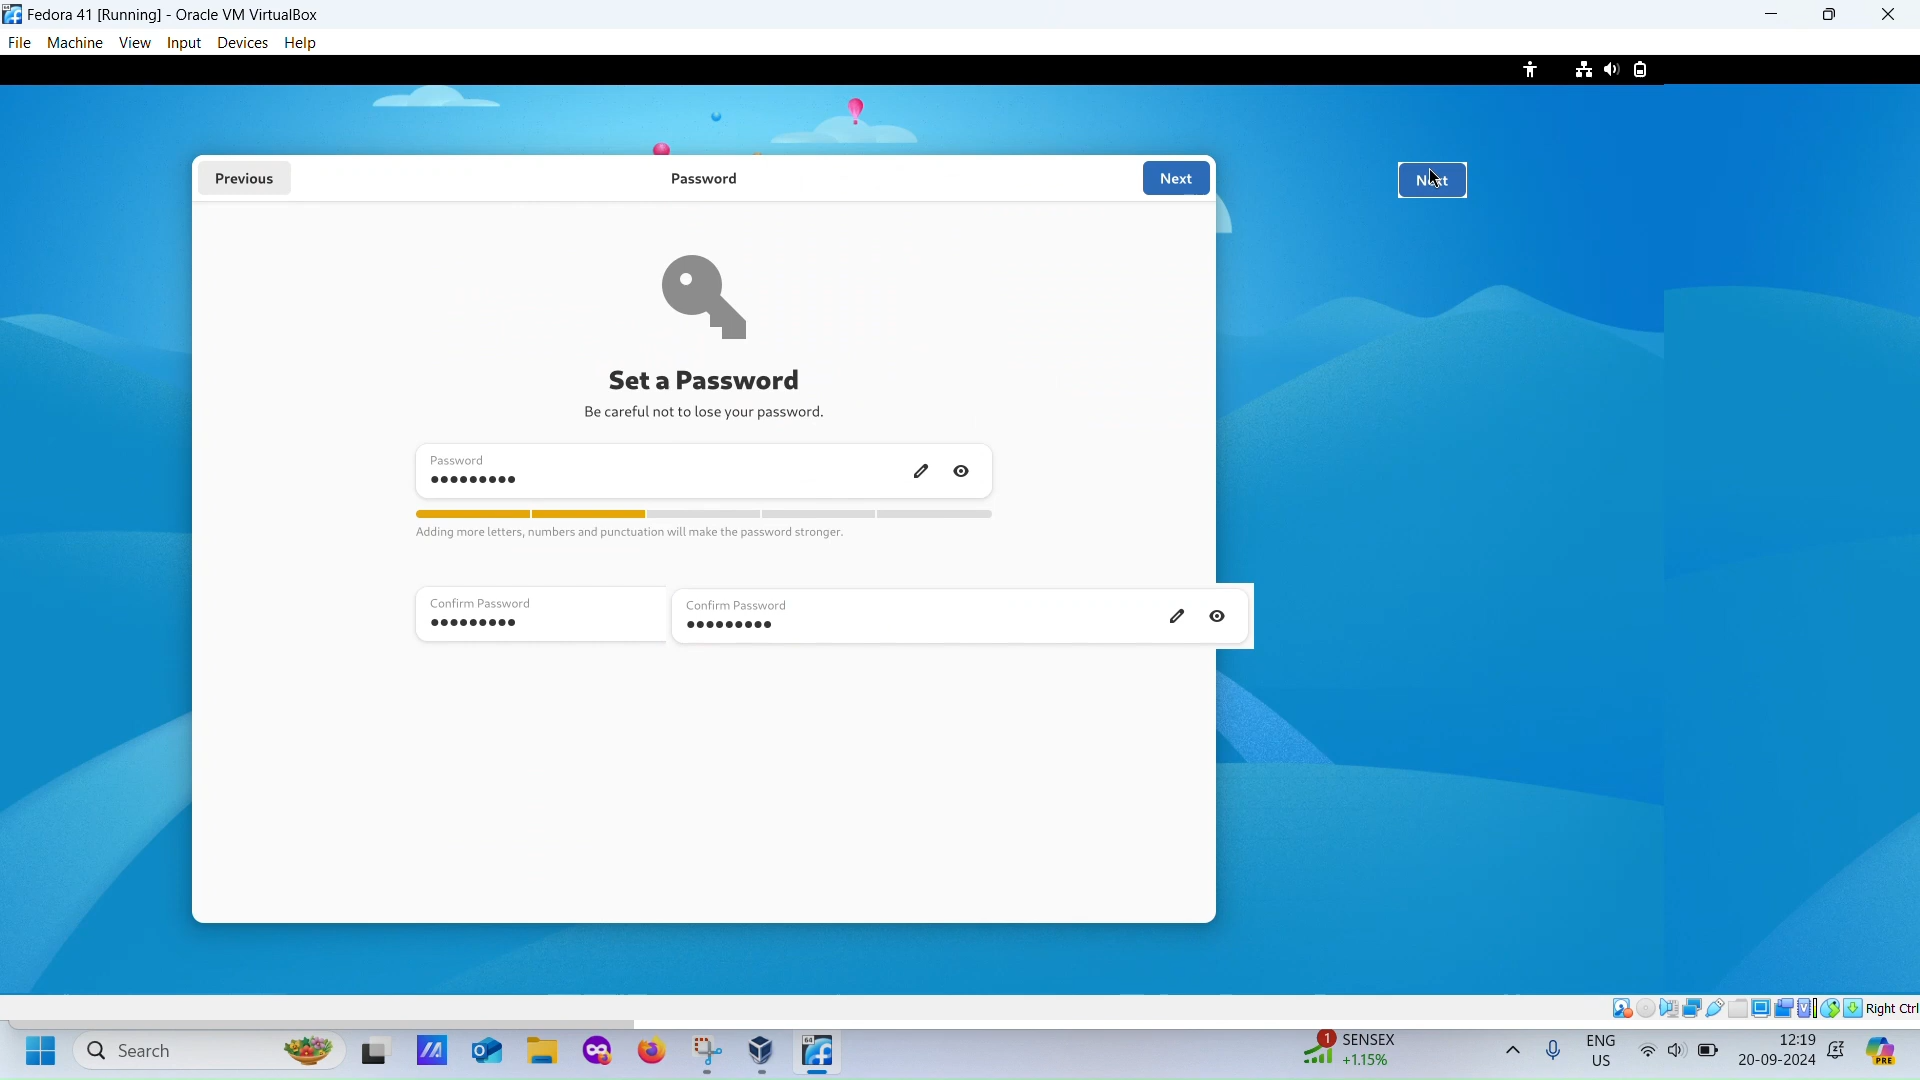 Fedora 41 [Running] - Oracle VM VirtualBox
File Machine View Input Devices Help
Previous
Password
Next
Next
Set a Password
Be careful not to lose your password.
Password
Adding more letters, numbers and punctuation will make the password stronger.
Confirm Password
Confirm Password
Right Ctrl
Search
1
SENSEX
+1.15%
ENG
US
12:19
20-09-2024
PRE